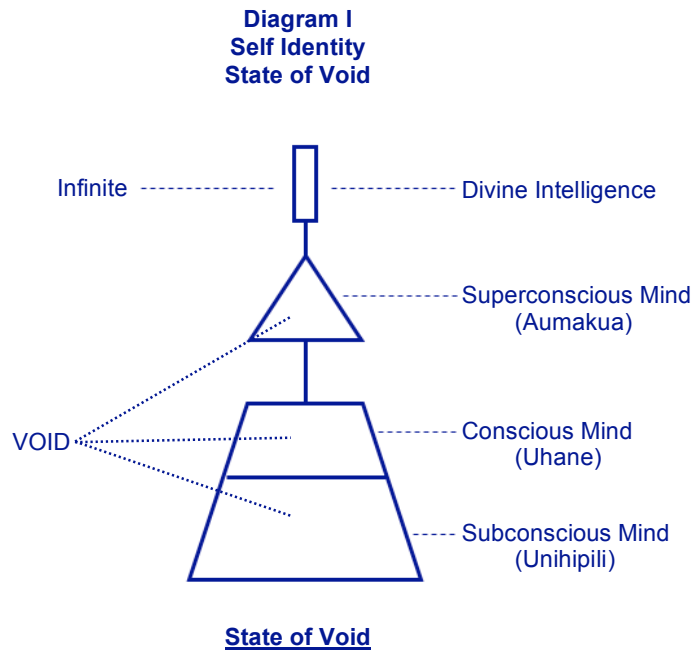 Diagram I
Self Identity
State of Void
Infinite
Divine Intelligence
Superconscious Mind
(Aumakua)
VOID
Conscious Mind
(Uhane)
Subconscious Mind
(Unihipili)
State of Void